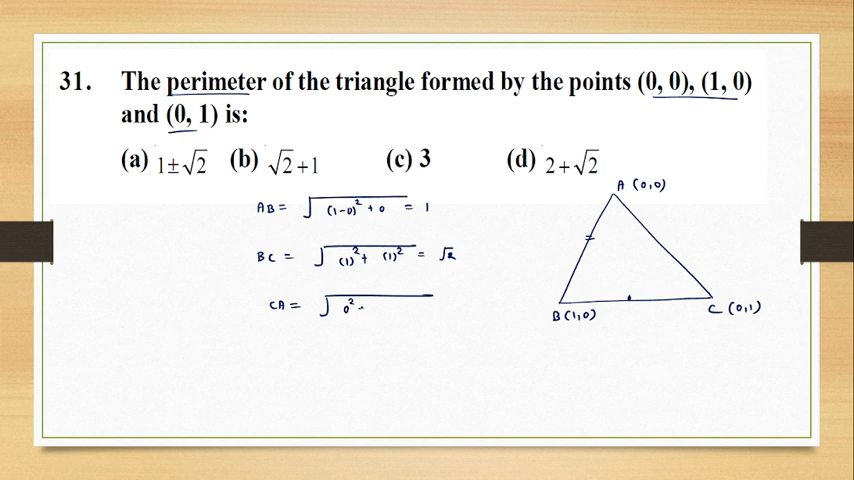 31. The perimeter of the triangle formed by the points (0, 0), (1, 0)
and (0, 1) is:
(a) 1±√2 (b) √2+1 (c) 3 (d) 2+√2
A (0,0)
AB = √(1-0)² + 0 = 1
BC = √(1)² + (1)² = √2
CA = √0²
B(1,0)
C (0,1)